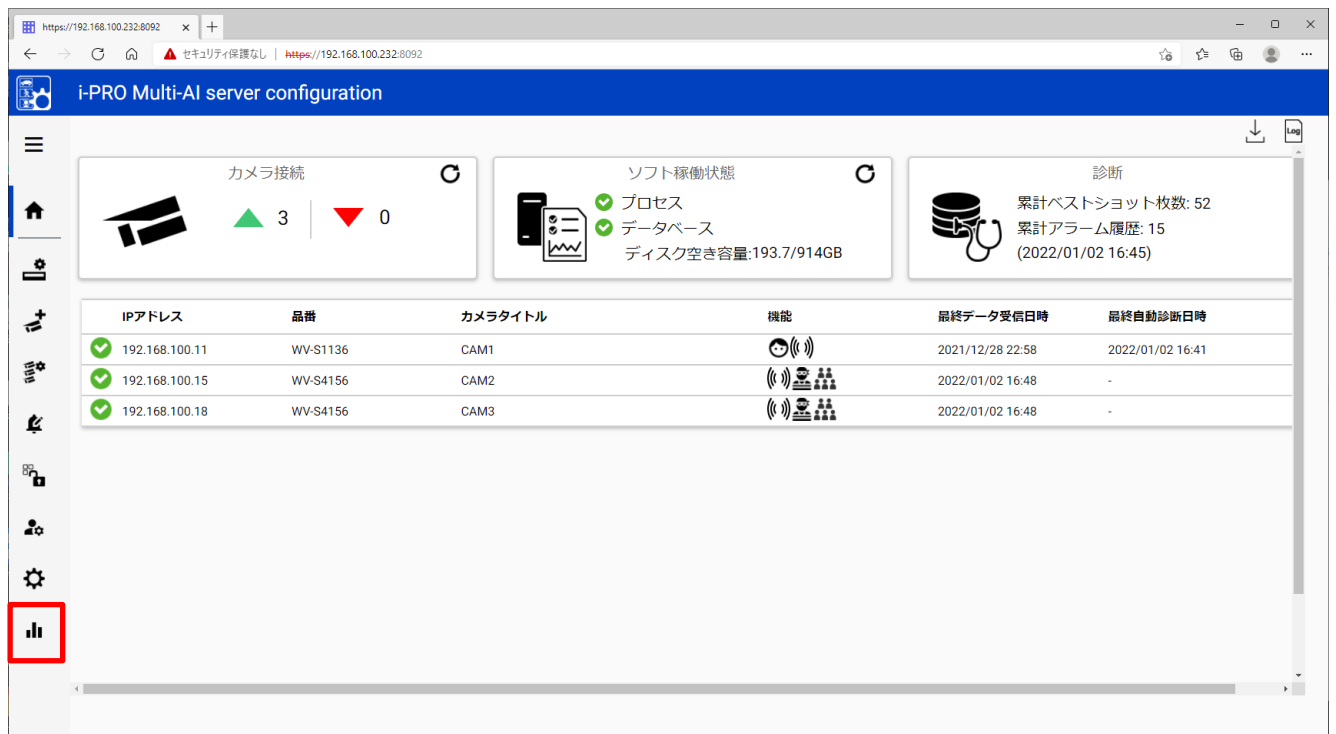 https://192.168.100.232:8092
セキュリティ保護なし | https://192.168.100.232:8092
i-PRO Multi-AI server configuration
Log
カメラ接続
3
0
ソフト稼働状態
プロセス
データベース
ディスク空き容量:193.7/914GB
診断
累計ベストショット枚数: 52
累計アラーム履歴: 15
(2022/01/02 16:45)
IPアドレス 品番 カメラタイトル 機能 最終データ受信日時 最終自動診断日時
192.168.100.11 WV-S1136 CAM1 2021/12/28 22:58 2022/01/02 16:41
192.168.100.15 WV-S4156 CAM2 2022/01/02 16:48 -
192.168.100.18 WV-S4156 CAM3 2022/01/02 16:48 -